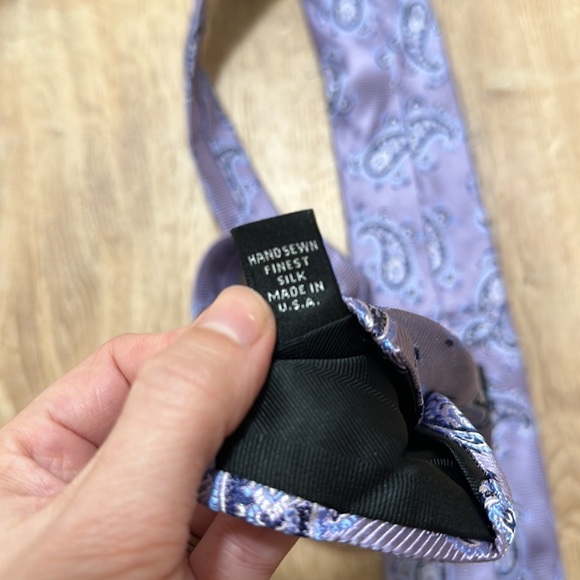 HANDSEWN
FINEST
SILK
MADE IN
U.S.A.